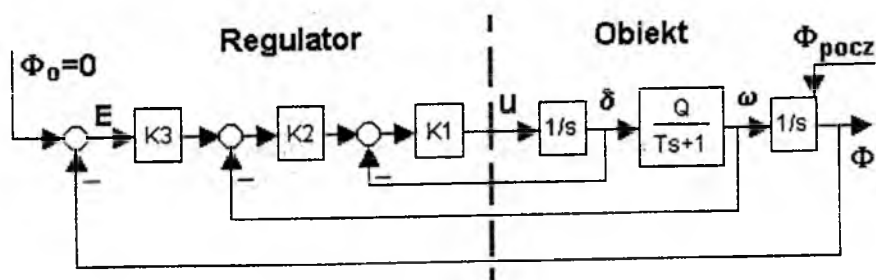 Regulator
Obiekt
Φ₀=0
Φpocz
E
K3
K2
K1
u
1/s
δ
Q
Ts+1
ω
1/s
Φ
−
−
−